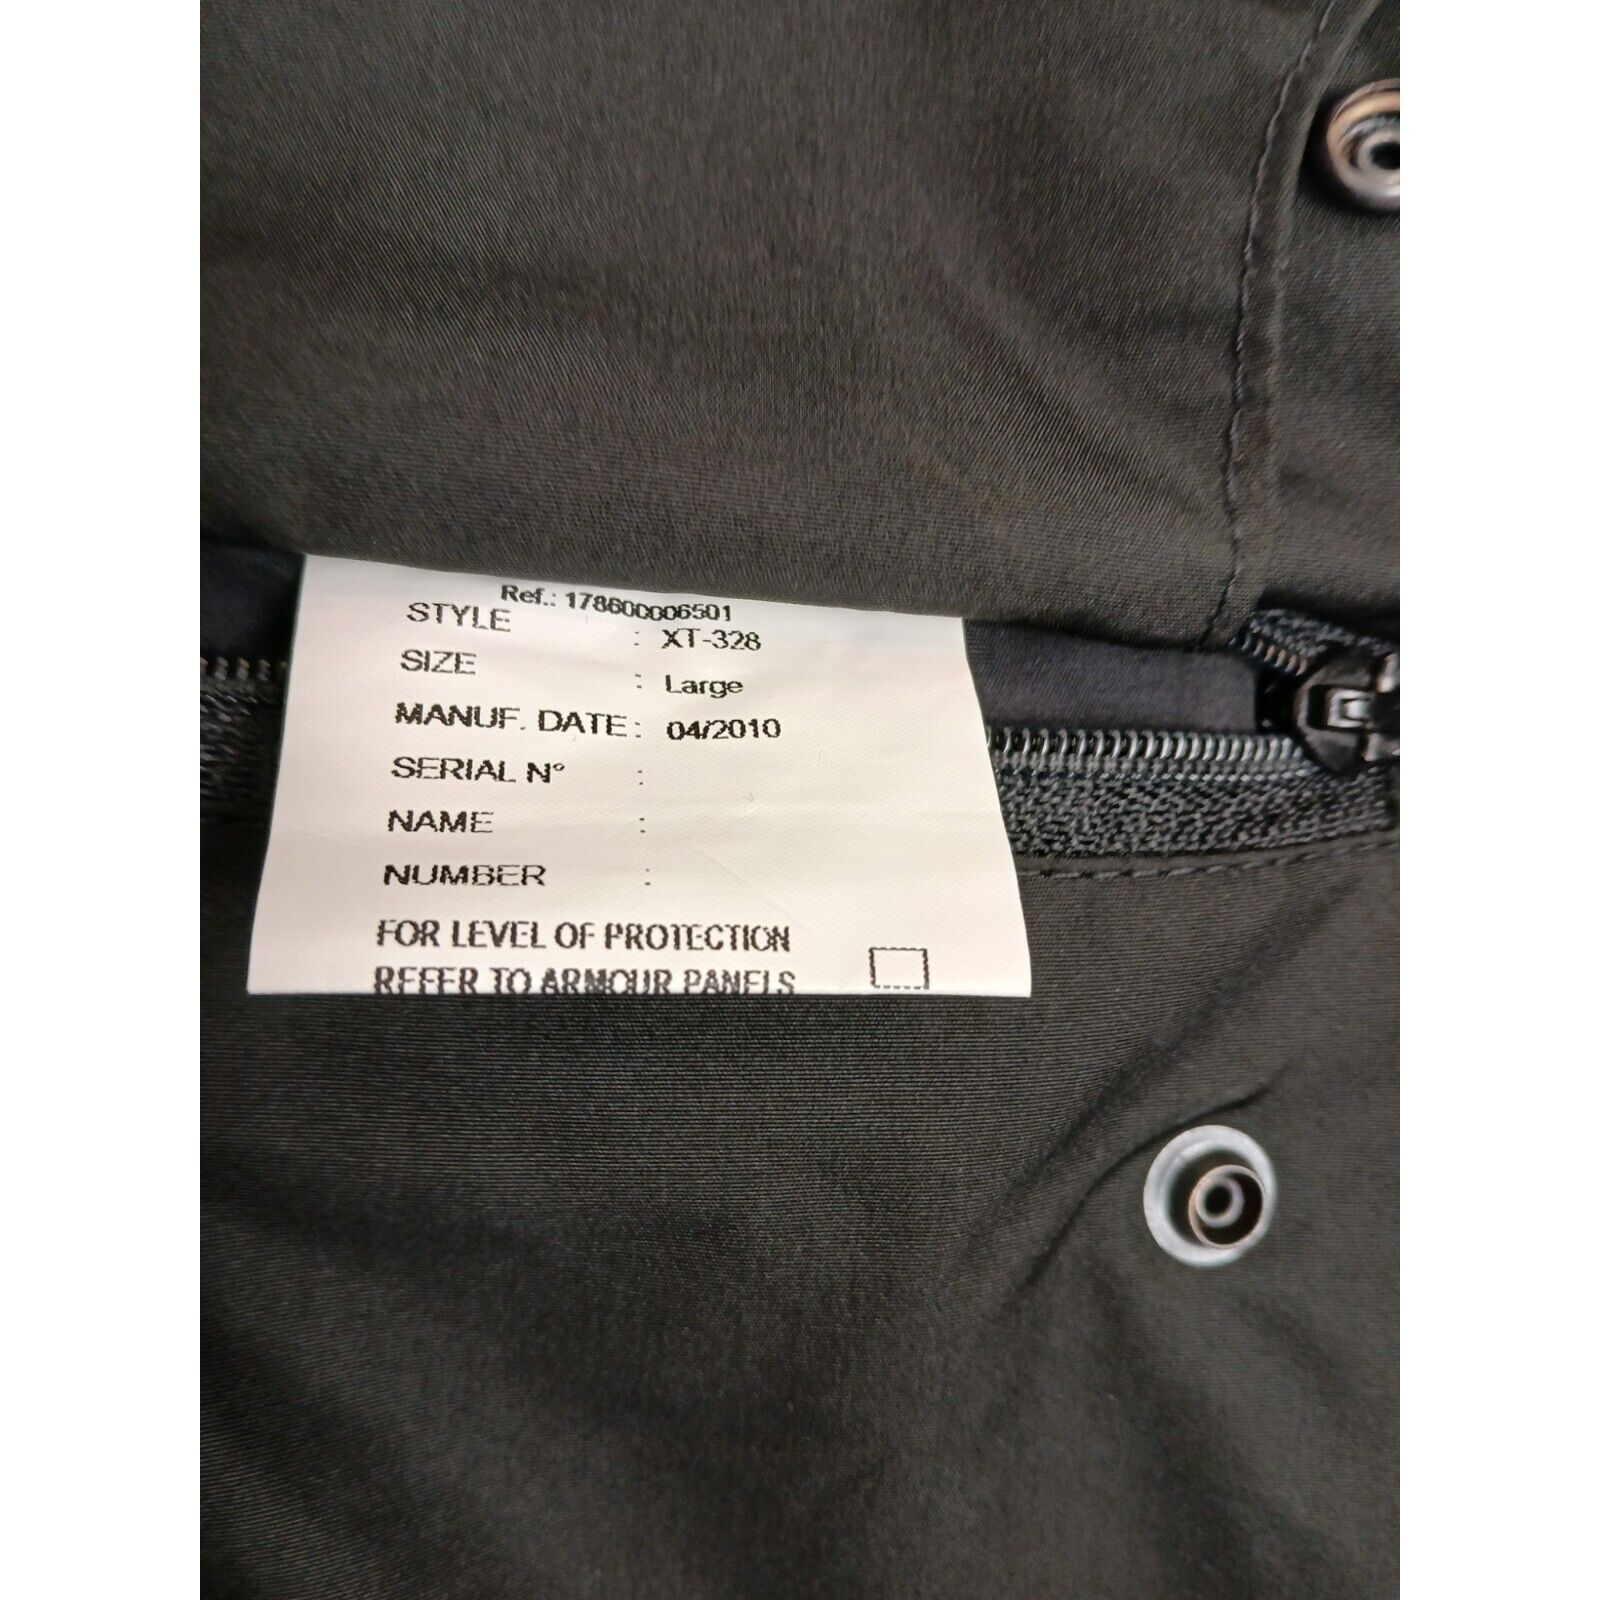 Ref.: 178600006501
STYLE : XT-328
SIZE : Large
MANUF. DATE : 04/2010
SERIAL N° :
NAME :
NUMBER :
FOR LEVEL OF PROTECTION
REFER TO ARMOUR PANELS